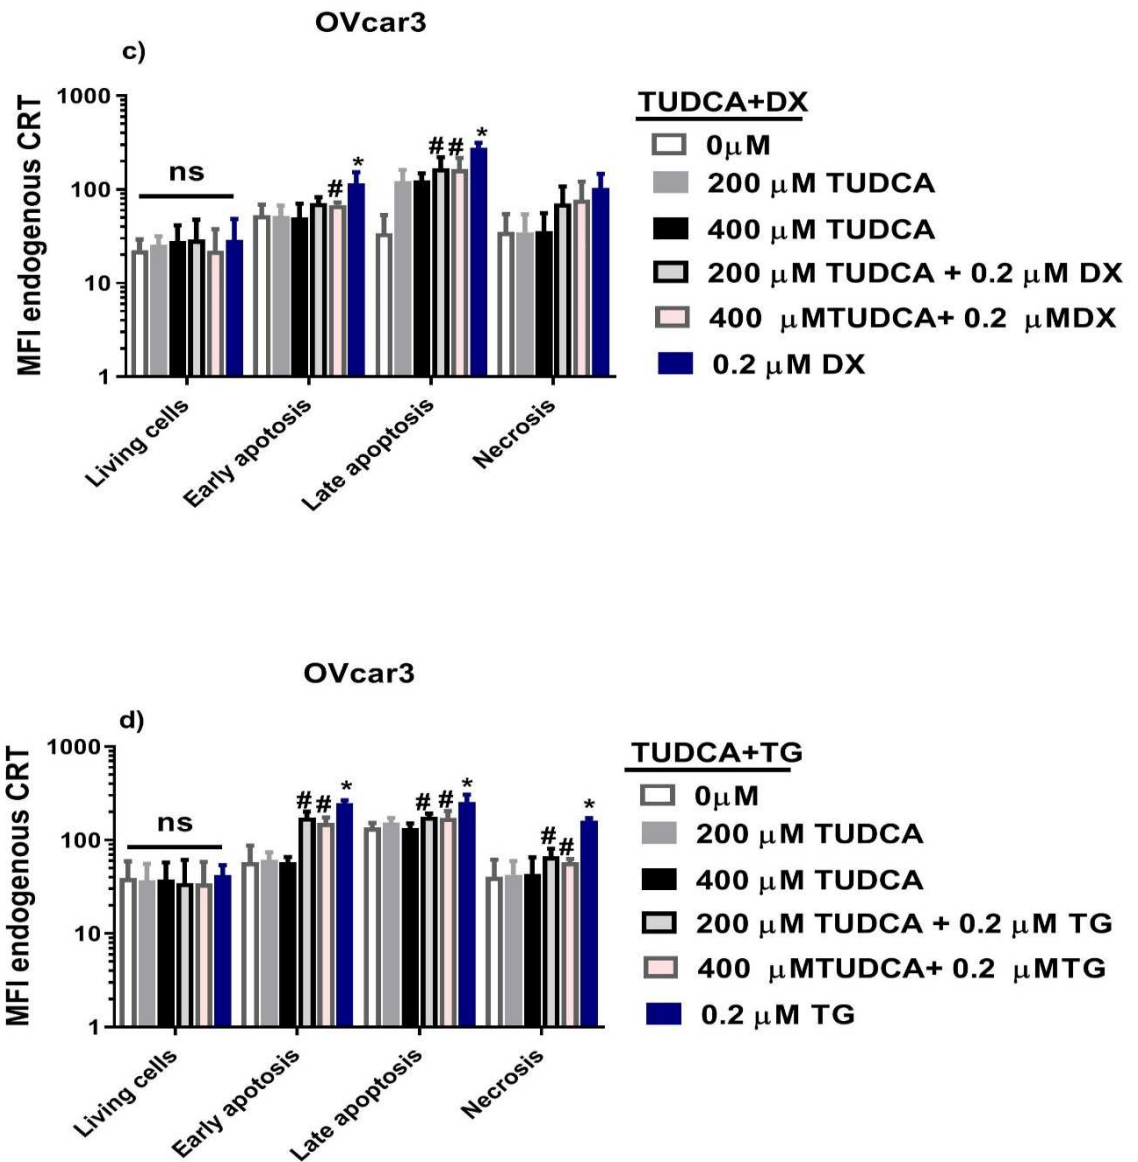 OVcar3
c)
MFI endogenous CRT
1000
100
10
1
ns
#
*
# #
*
Living cells
Early apotosis
Late apoptosis
Necrosis
TUDCA+DX
0µM
200 µM TUDCA
400 µM TUDCA
200 µM TUDCA + 0.2 µM DX
400 µMTUDCA+ 0.2 µMDX
0.2 µM DX
OVcar3
d)
MFI endogenous CRT
1000
100
10
1
ns
# #
*
# #
*
# #
*
Living cells
Early apotosis
Late apoptosis
Necrosis
TUDCA+TG
0µM
200 µM TUDCA
400 µM TUDCA
200 µM TUDCA + 0.2 µM TG
400 µMTUDCA+ 0.2 µMTG
0.2 µM TG